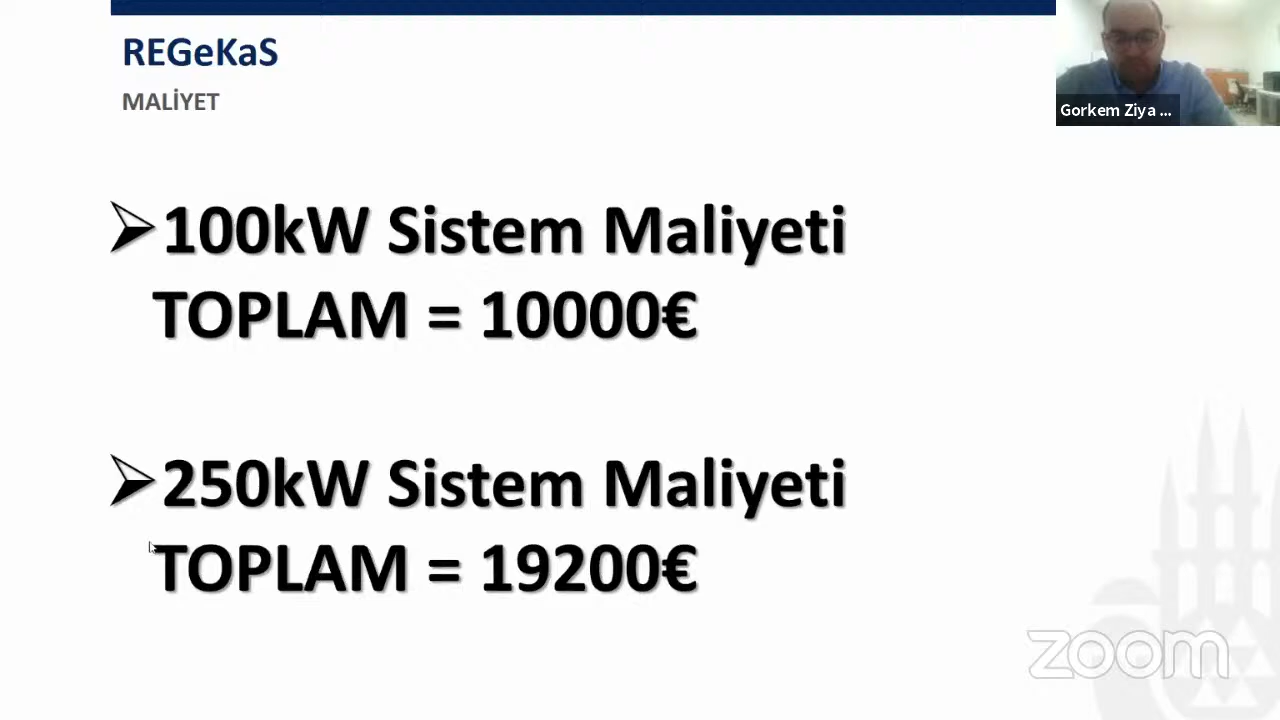 REGeKaS
MALİYET
Gorkem Ziya ...
➢100kW Sistem Maliyeti
TOPLAM = 10000€
➢250kW Sistem Maliyeti
TOPLAM = 19200€
zoom